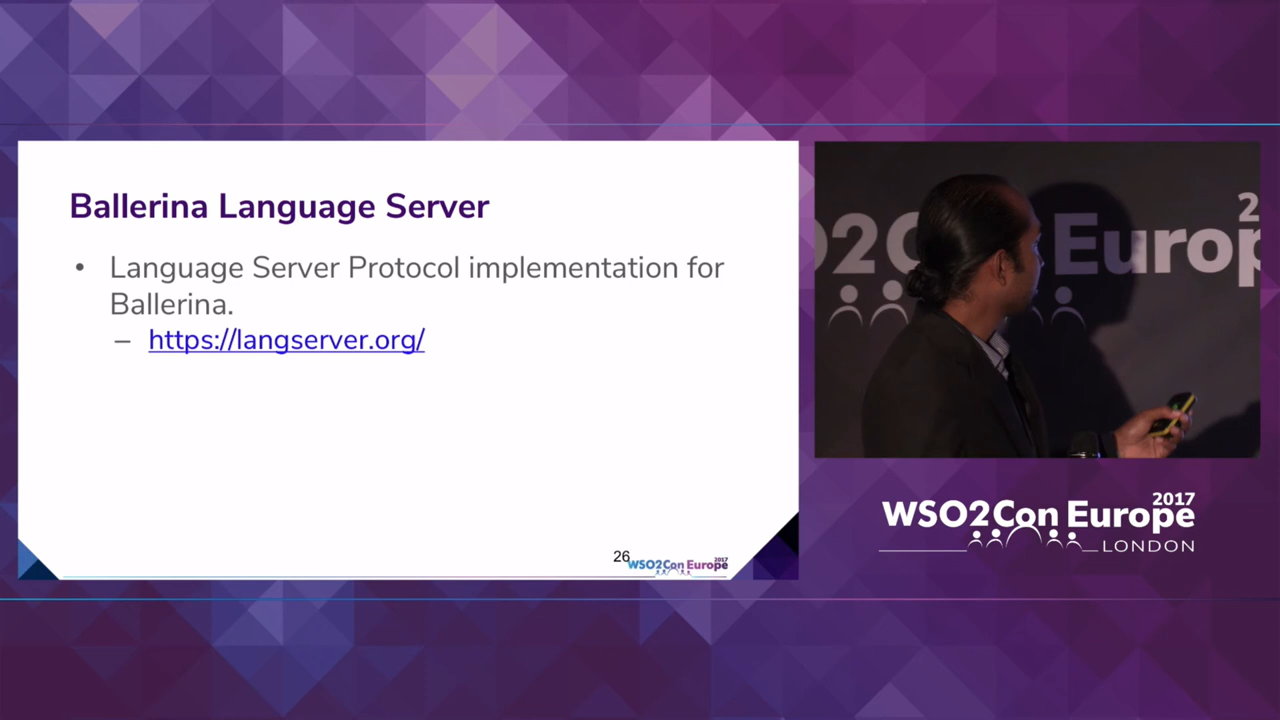 Ballerina Language Server
• Language Server Protocol implementation for
Ballerina.
– https://langserver.org/
26
WSO2Con Europe 2017
O2C Europ
2
WSO2Con Europe 2017
LONDON